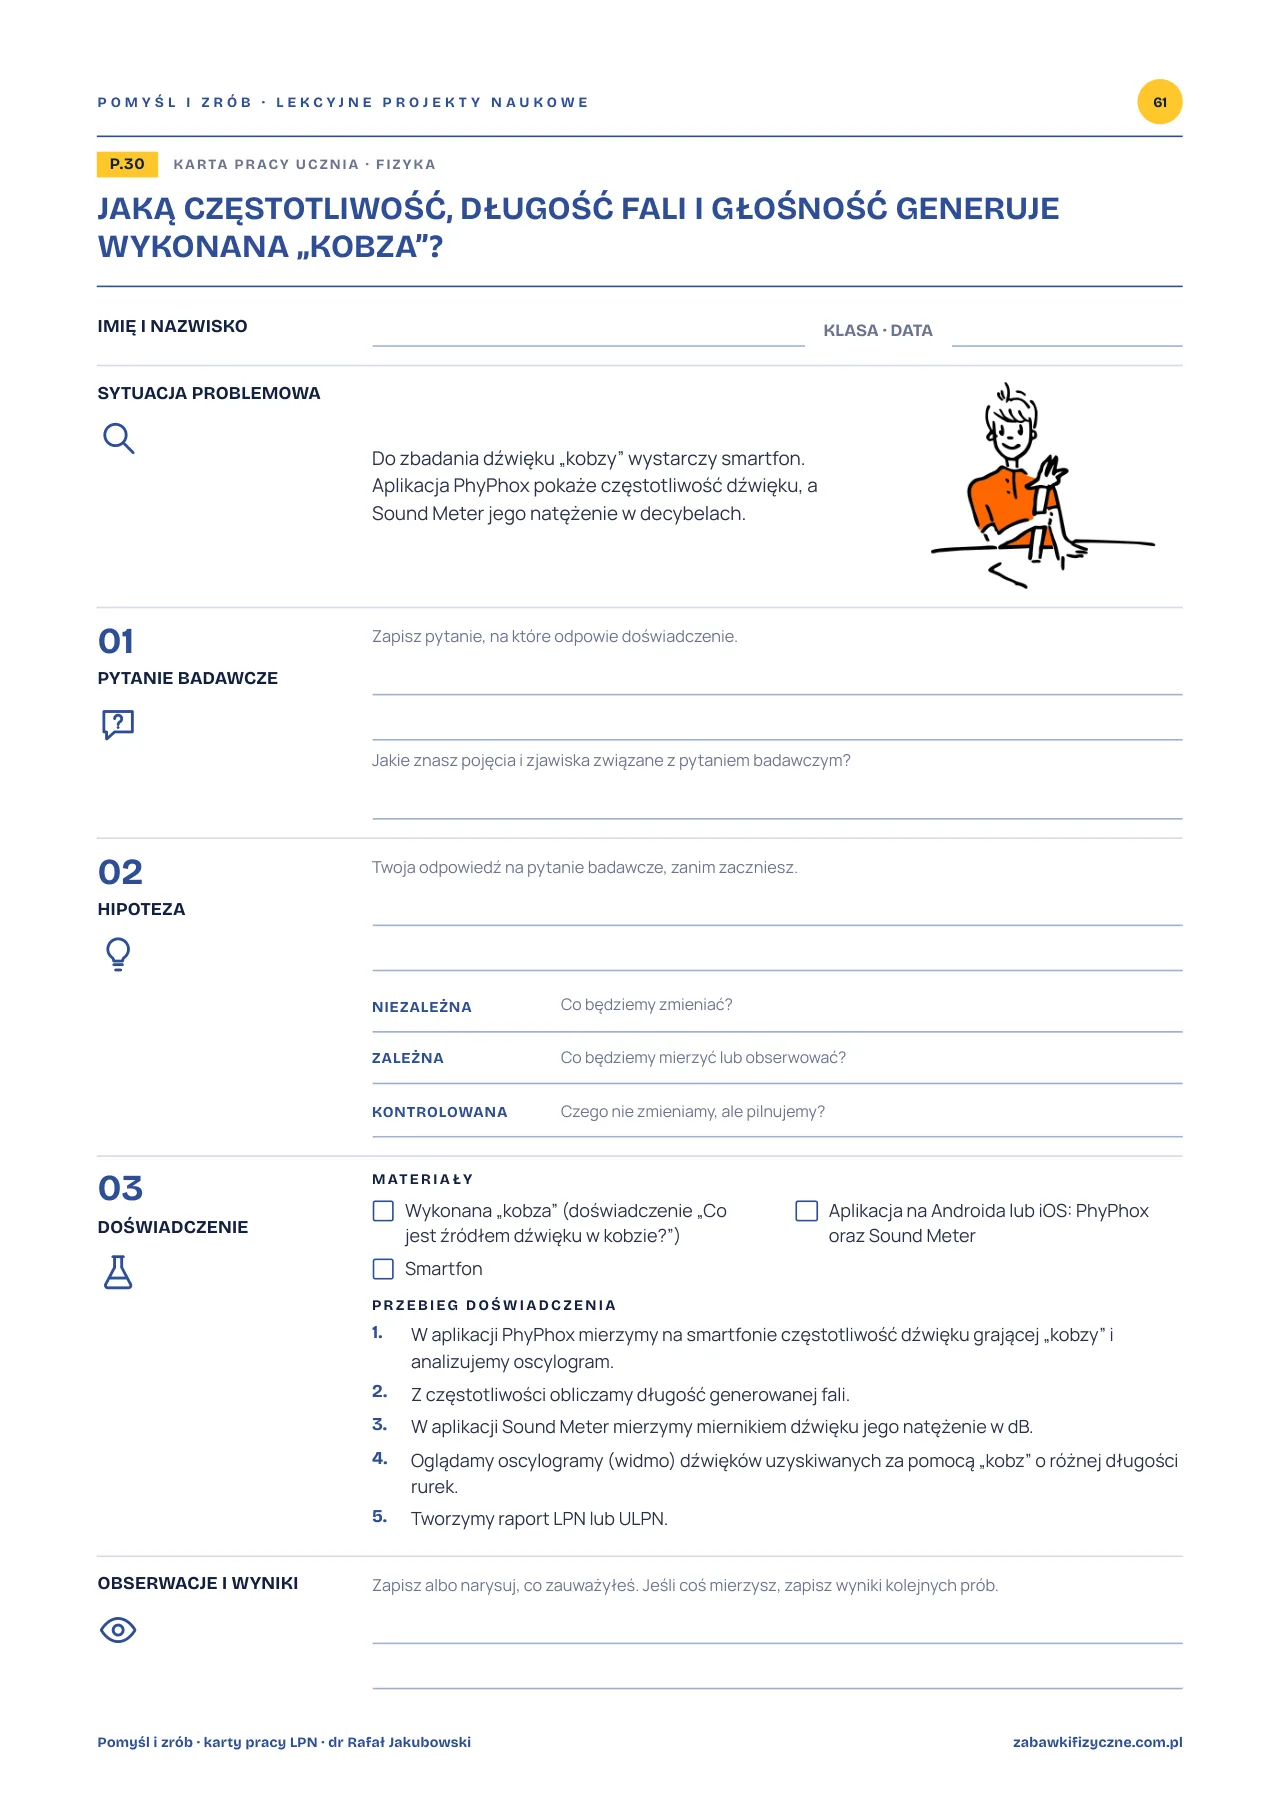 POMYŚL I ZRÓB · LEKCYJNE PROJEKTY NAUKOWE
61
P.30 KARTA PRACY UCZNIA · FIZYKA
JAKĄ CZĘSTOTLIWOŚĆ, DŁUGOŚĆ FALI I GŁOŚNOŚĆ GENERUJE
WYKONANA „KOBZA”?
IMIĘ I NAZWISKO
KLASA · DATA
SYTUACJA PROBLEMOWA
Do zbadania dźwięku „kobzy” wystarczy smartfon.
Aplikacja PhyPhox pokaże częstotliwość dźwięku, a
Sound Meter jego natężenie w decybelach.
01
PYTANIE BADAWCZE
Zapisz pytanie, na które odpowie doświadczenie.
Jakie znasz pojęcia i zjawiska związane z pytaniem badawczym?
02
HIPOTEZA
Twoja odpowiedź na pytanie badawcze, zanim zaczniesz.
NIEZALEŻNA Co będziemy zmieniać?
ZALEŻNA Co będziemy mierzyć lub obserwować?
KONTROLOWANA Czego nie zmieniamy, ale pilnujemy?
03
DOŚWIADCZENIE
MATERIAŁY
Wykonana „kobza” (doświadczenie „Co
jest źródłem dźwięku w kobzie?”)
Aplikacja na Androida lub iOS: PhyPhox
oraz Sound Meter
Smartfon
PRZEBIEG DOŚWIADCZENIA
1. W aplikacji PhyPhox mierzymy na smartfonie częstotliwość dźwięku grającej „kobzy” i
analizujemy oscylogram.
2. Z częstotliwości obliczamy długość generowanej fali.
3. W aplikacji Sound Meter mierzymy miernikiem dźwięku jego natężenie w dB.
4. Oglądamy oscylogramy (widmo) dźwięków uzyskiwanych za pomocą „kobz” o różnej długości
rurek.
5. Tworzymy raport LPN lub ULPN.
OBSERWACJE I WYNIKI
Zapisz albo narysuj, co zauważyłeś. Jeśli coś mierzysz, zapisz wyniki kolejnych prób.
Pomyśl i zrób · karty pracy LPN · dr Rafał Jakubowski
zabawkifizyczne.com.pl